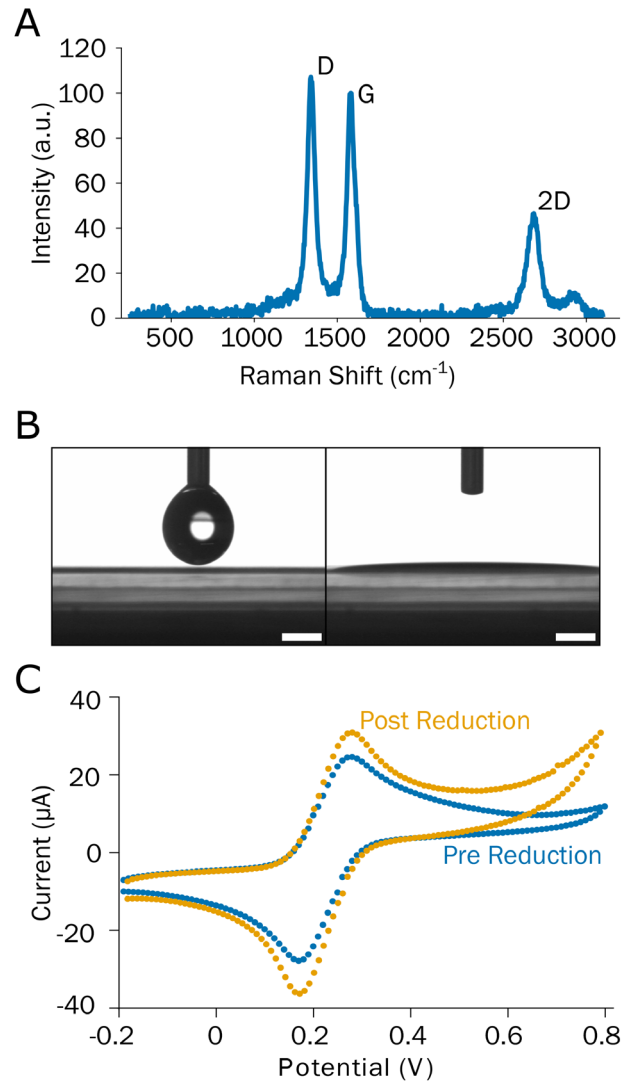 A
120
100
80
60
40
20
0
D
G
2D
500 1000 1500 2000 2500 3000
Intensity (a.u.)
Raman Shift (cm⁻¹)
B
C
40
20
0
-20
-40
Post Reduction
Pre Reduction
-0.2 0 0.2 0.4 0.6 0.8
Current (µA)
Potential (V)